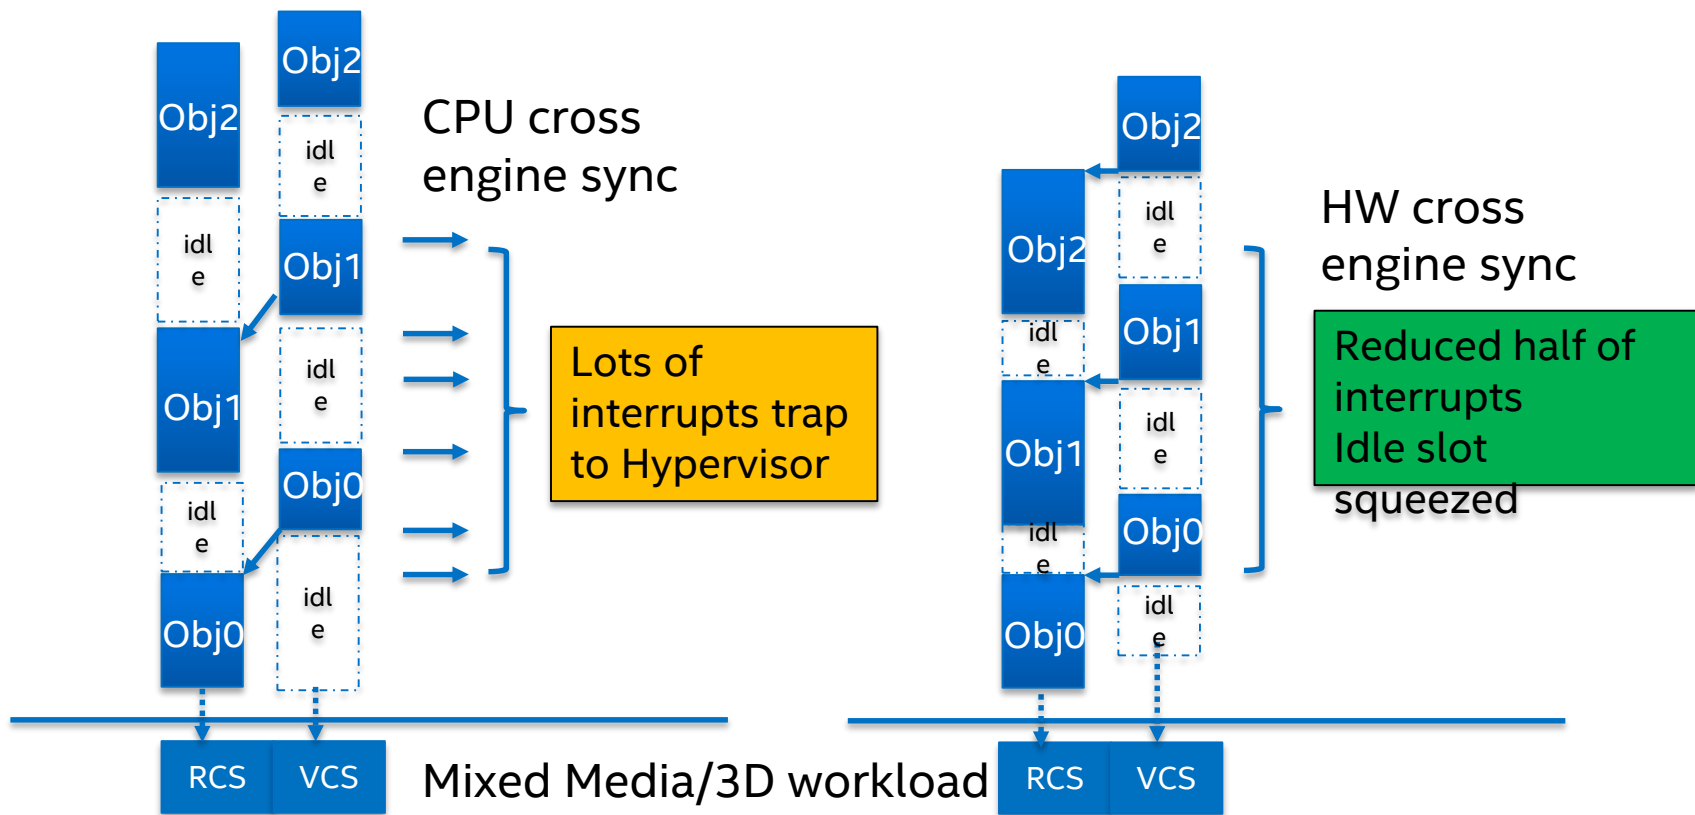 Obj2
idl
e
Obj1
idl
e
Obj0
Obj2
idl
e
Obj1
idl
e
Obj0
idl
e
CPU cross
engine sync
Lots of
interrupts trap
to Hypervisor
RCS
VCS
Mixed Media/3D workload
Obj2
idl
e
Obj1
idl
e
Obj0
Obj2
idl
e
Obj1
idl
e
Obj0
idl
e
HW cross
engine sync
Reduced half of
interrupts
Idle slot
squeezed
RCS
VCS